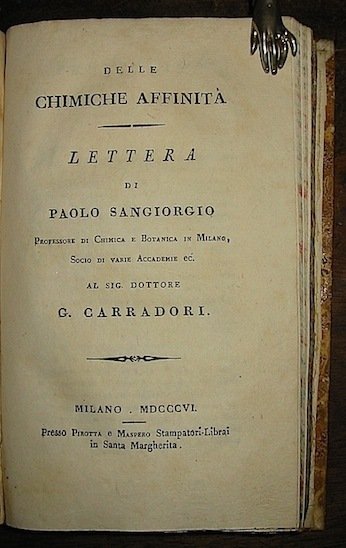 DELLE
CHIMICHE AFFINITÀ
LETTERA
DI
PAOLO SANGIORGIO
PROFESSORE DI CHIMICA E BOTANICA IN MILANO,
SOCIO DI VARIE ACCADEMIE ec.
AL SIG. DOTTORE
G. CARRADORI.
MILANO . MDCCCVI.
Presso PIROTTA e MASPERO Stampatori-Librai
in Santa Margherita.